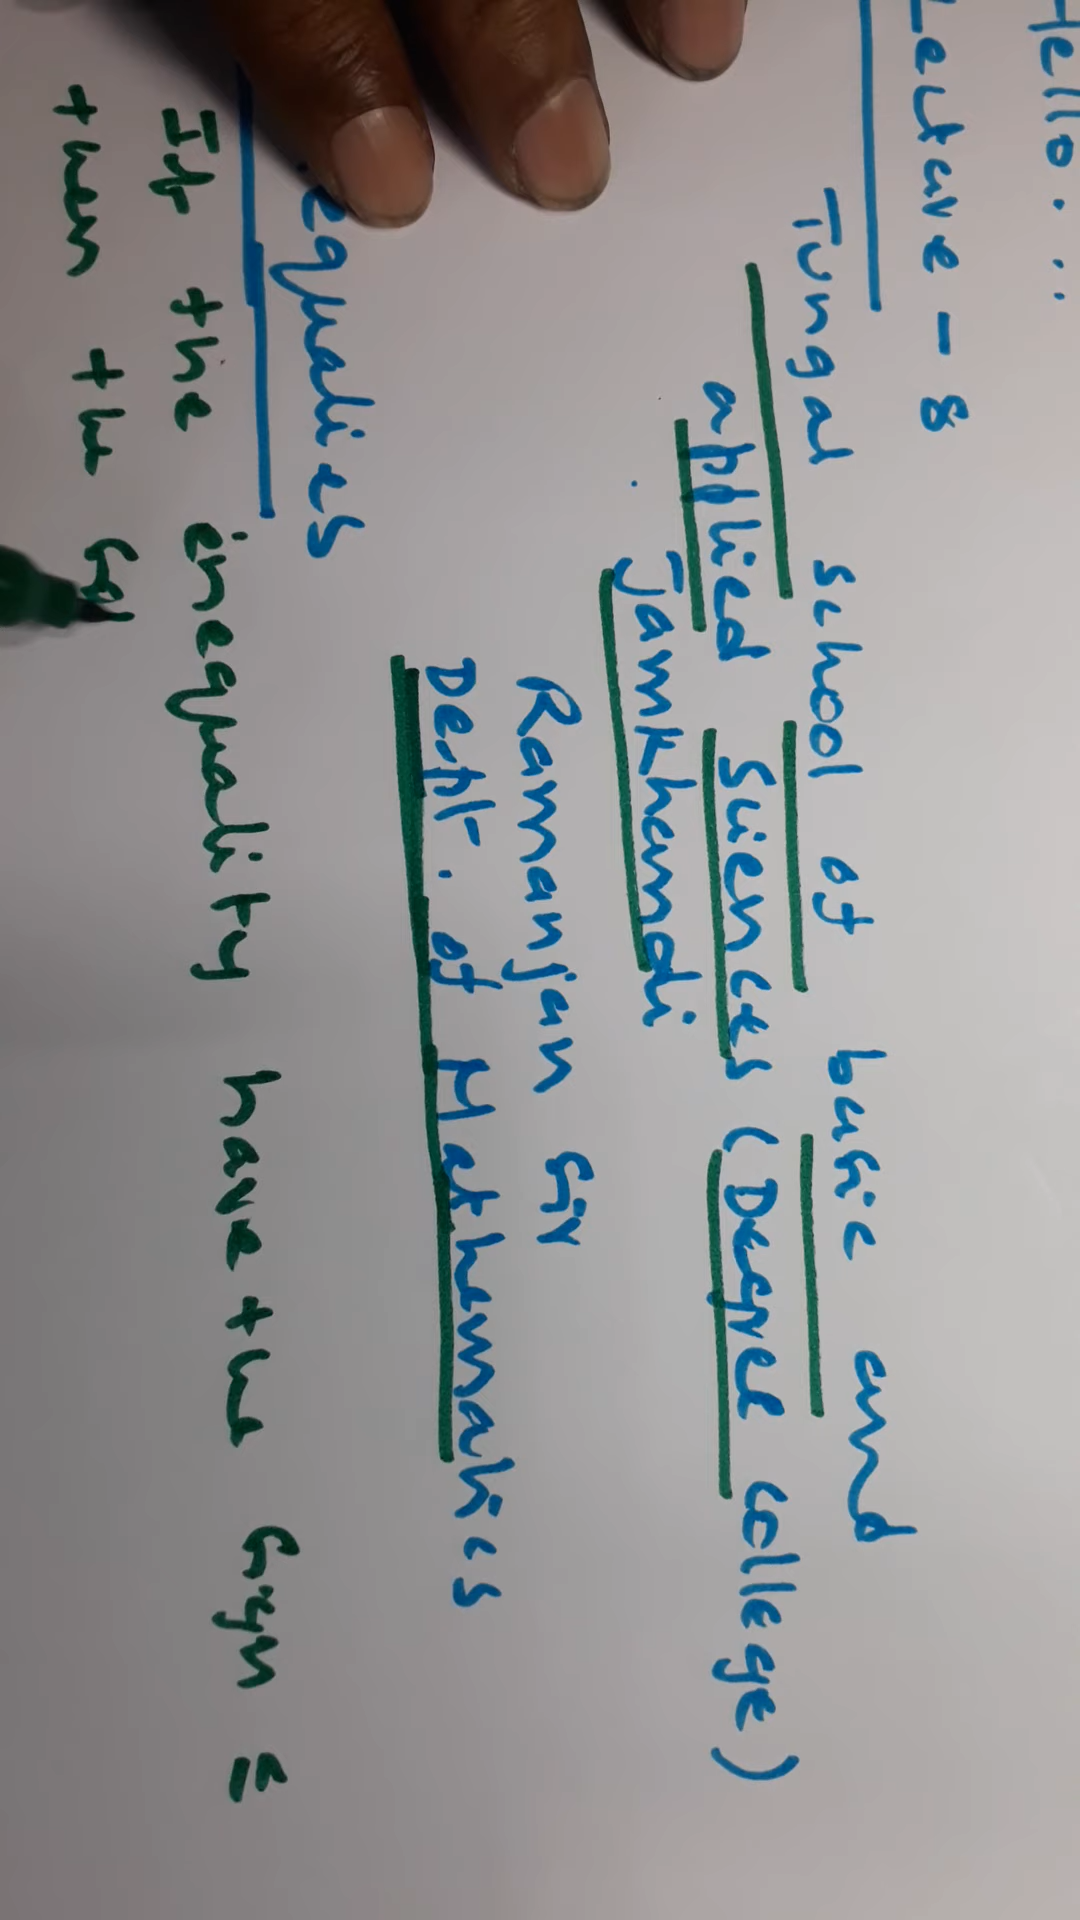 Hello...
Lecture - 8
Tungal school of basic and
applied Sciences (Degree college)
Jamkhandi
Ramanjan Sir
Dept. of Mathematics
equalies
If the inequality have the Sign ≤
then the